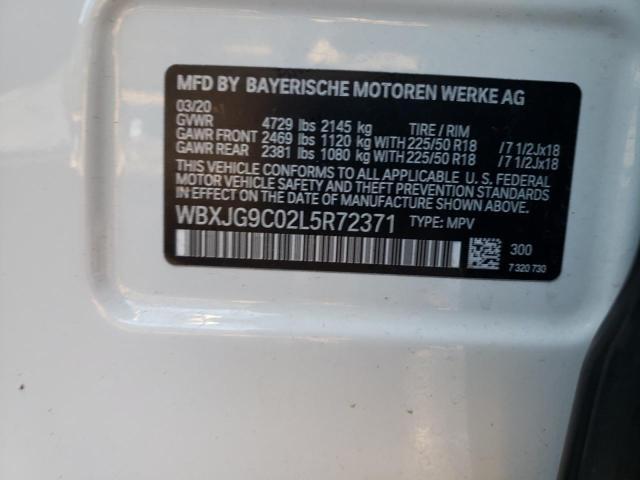 MFD BY BAYERISCHE MOTOREN WERKE AG
03/20
GVWR 4729 lbs 2145 kg TIRE / RIM
GAWR FRONT 2469 lbs 1120 kg WITH 225/50 R18 /7 1/2Jx18
GAWR REAR 2381 lbs 1080 kg WITH 225/50 R18 /7 1/2Jx18
THIS VEHICLE CONFORMS TO ALL APPLICABLE U. S. FEDERAL
MOTOR VEHICLE SAFETY AND THEFT PREVENTION STANDARDS
IN EFFECT ON THE DATE OF MANUFACTURE SHOWN ABOVE.
WBXJG9C02L5R72371 TYPE: MPV
300
7 320 730